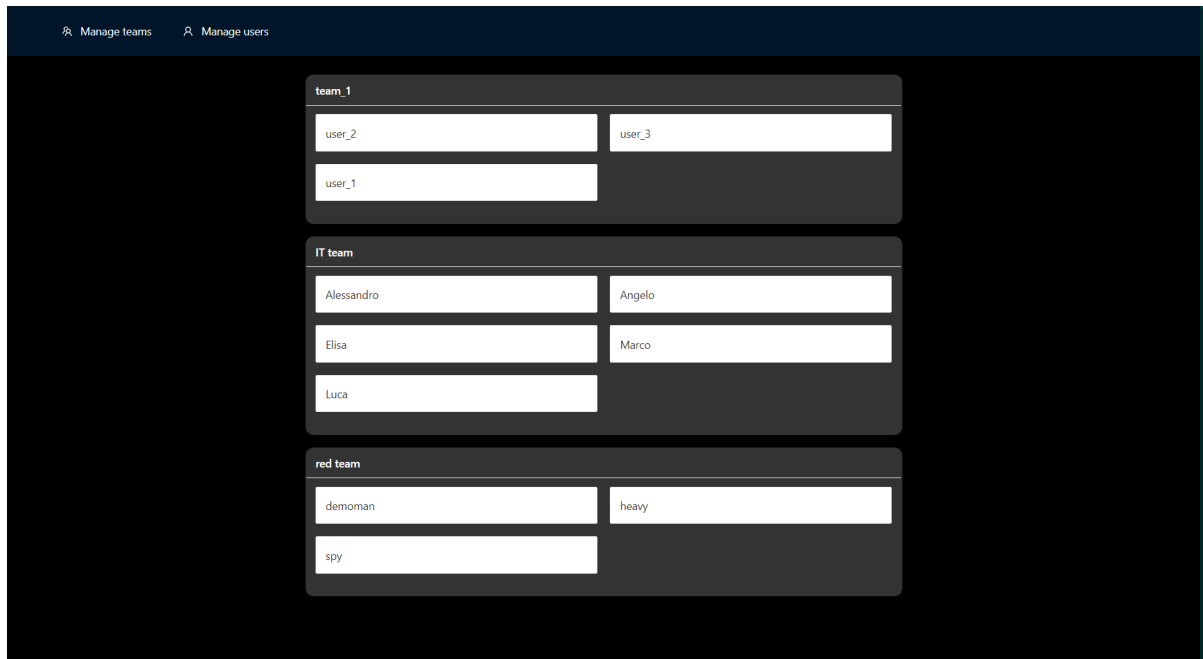 Manage teams Manage users
team_1
user_2 user_3
user_1
IT team
Alessandro Angelo
Elisa Marco
Luca
red team
demoman heavy
spy